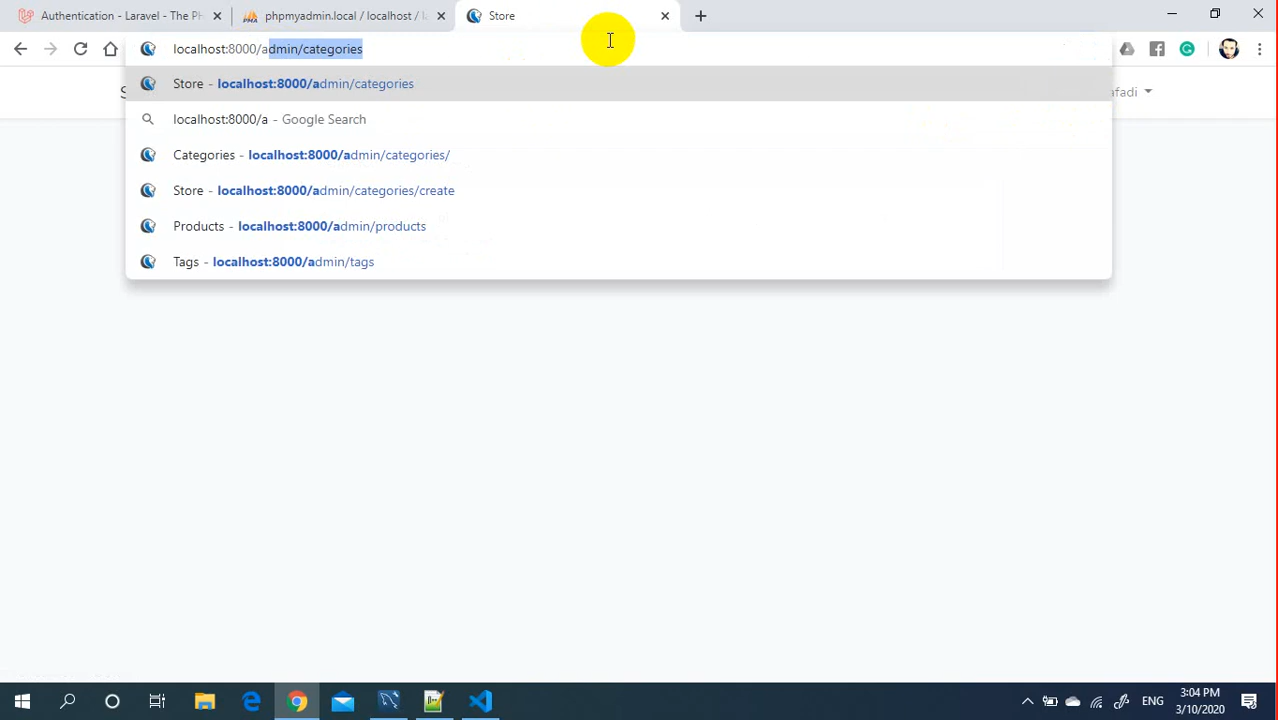 Authentication - Laravel - The PH
phpmyadmin.local / localhost / l
Store
localhost:8000/admin/categories
Store - localhost:8000/admin/categories
afadi
localhost:8000/a - Google Search
Categories - localhost:8000/admin/categories/
Store - localhost:8000/admin/categories/create
Products - localhost:8000/admin/products
Tags - localhost:8000/admin/tags
ENG
3:04 PM
3/10/2020